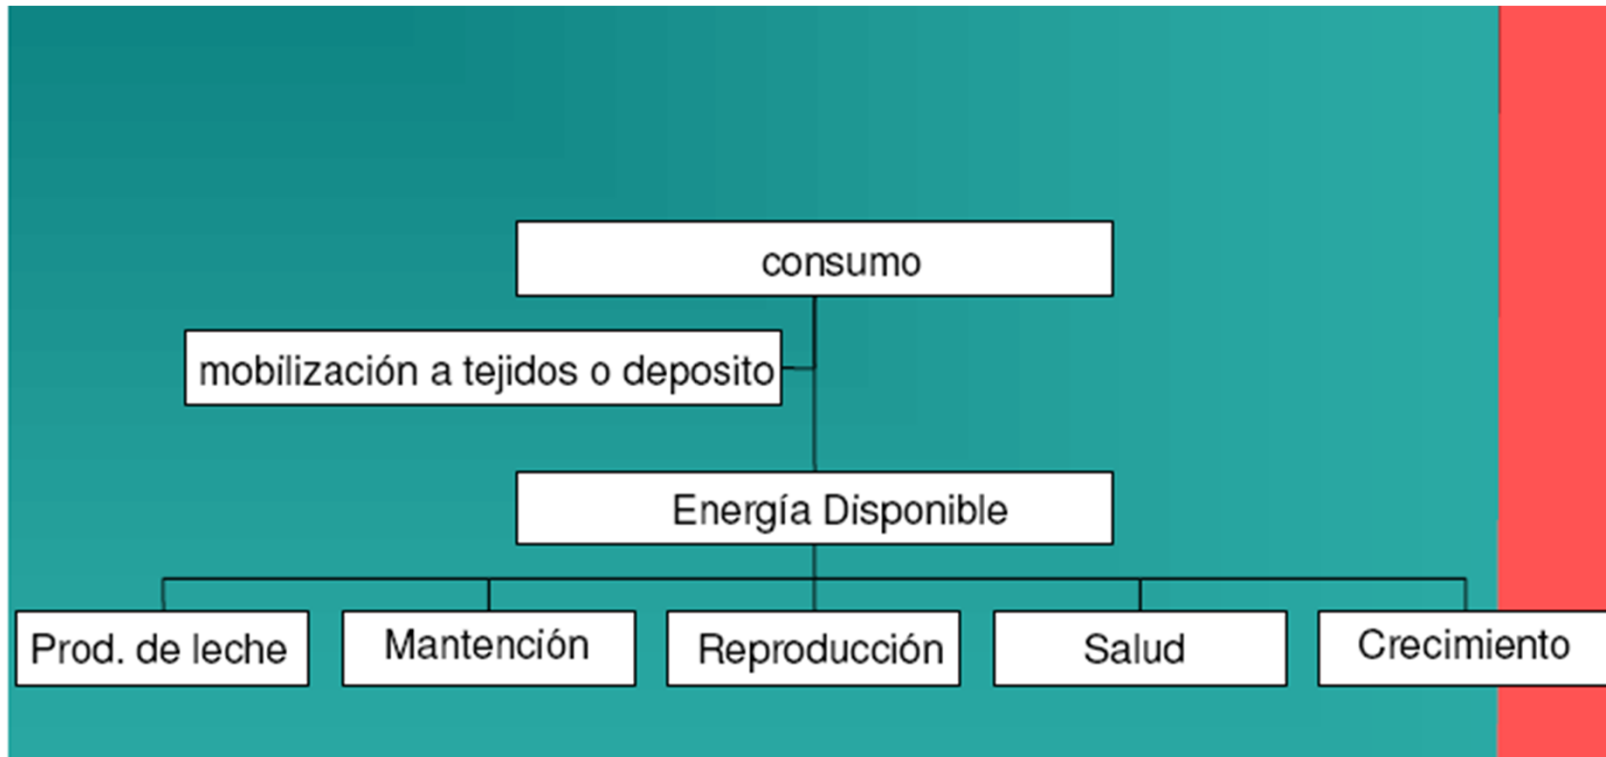 consumo
mobilización a tejidos o deposito
Energía Disponible
Prod. de leche
Mantención
Reproducción
Salud
Crecimiento